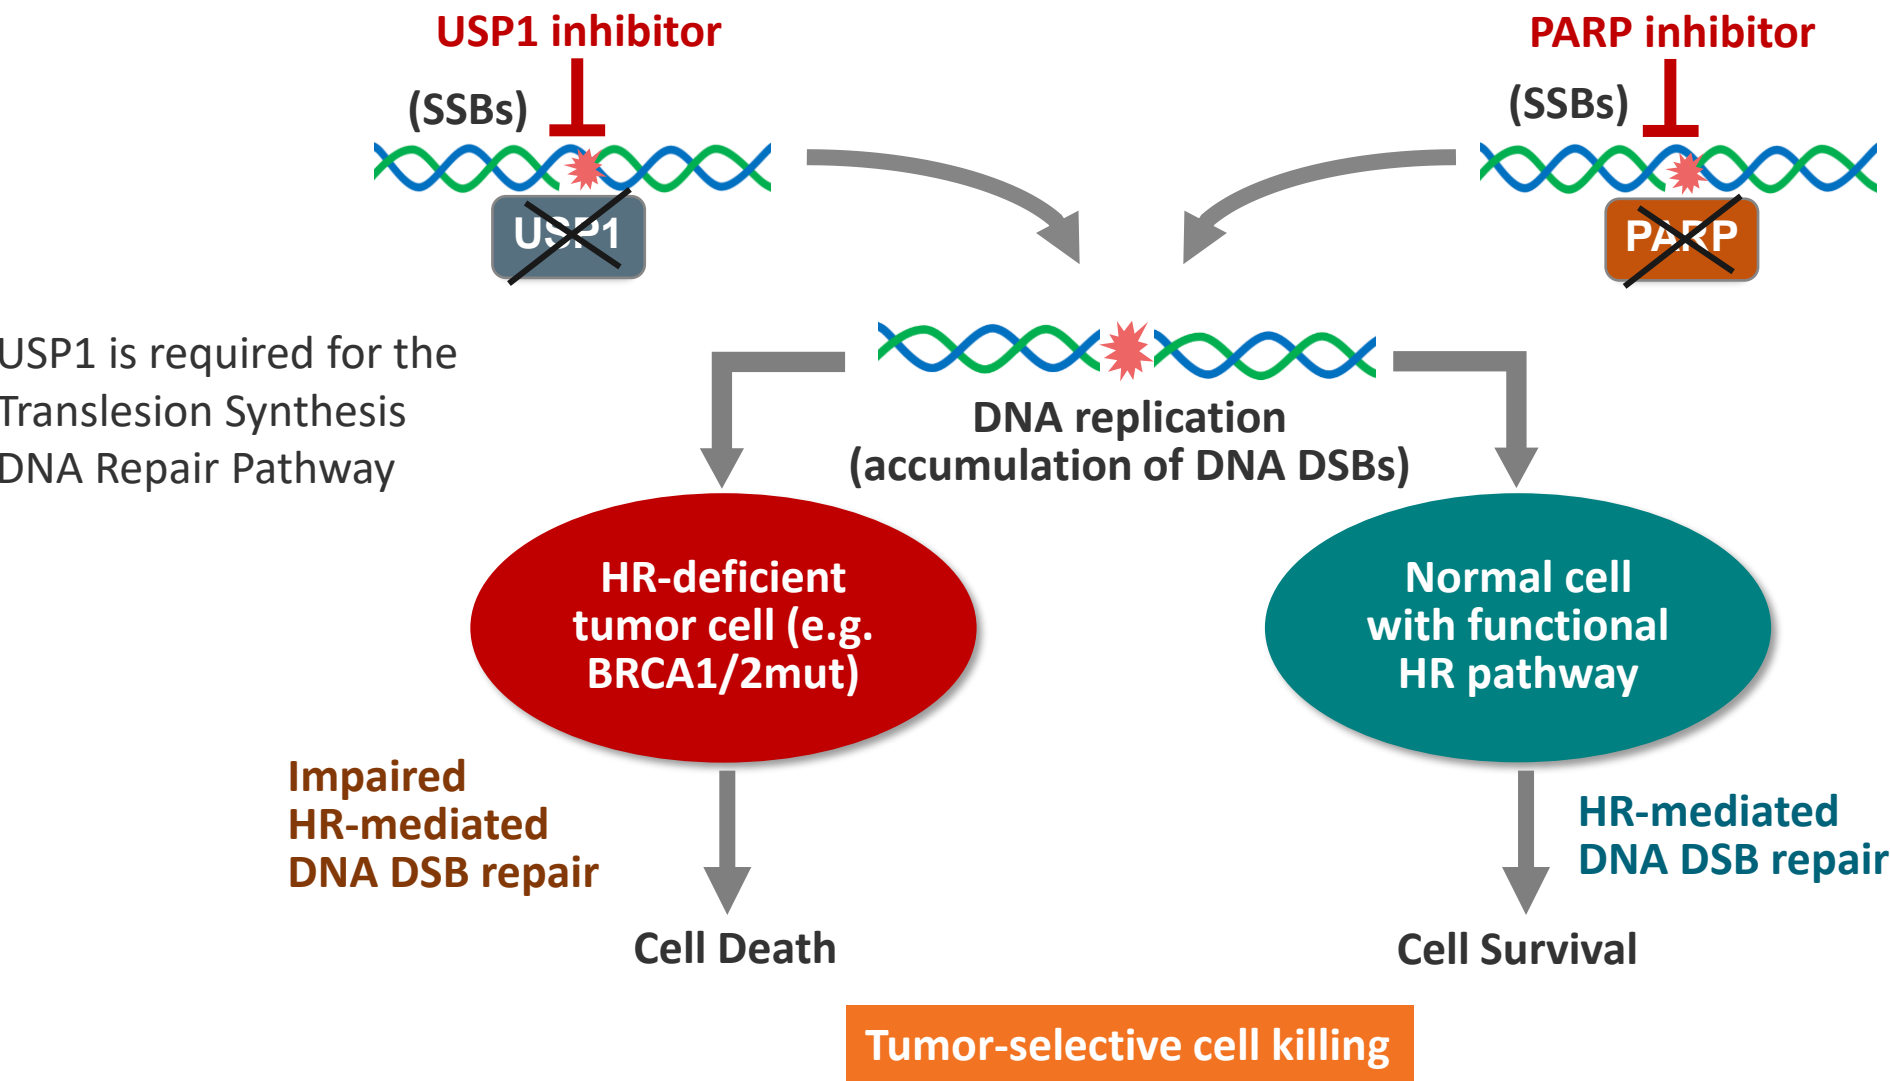 USP1 inhibitor
PARP inhibitor
(SSBs)
(SSBs)
USP1
PARP
USP1 is required for the
Translesion Synthesis
DNA Repair Pathway
DNA replication
(accumulation of DNA DSBs)
HR-deficient
tumor cell (e.g.
BRCA1/2mut)
Normal cell
with functional
HR pathway
Impaired
HR-mediated
DNA DSB repair
HR-mediated
DNA DSB repair
Cell Death
Cell Survival
Tumor-selective cell killing